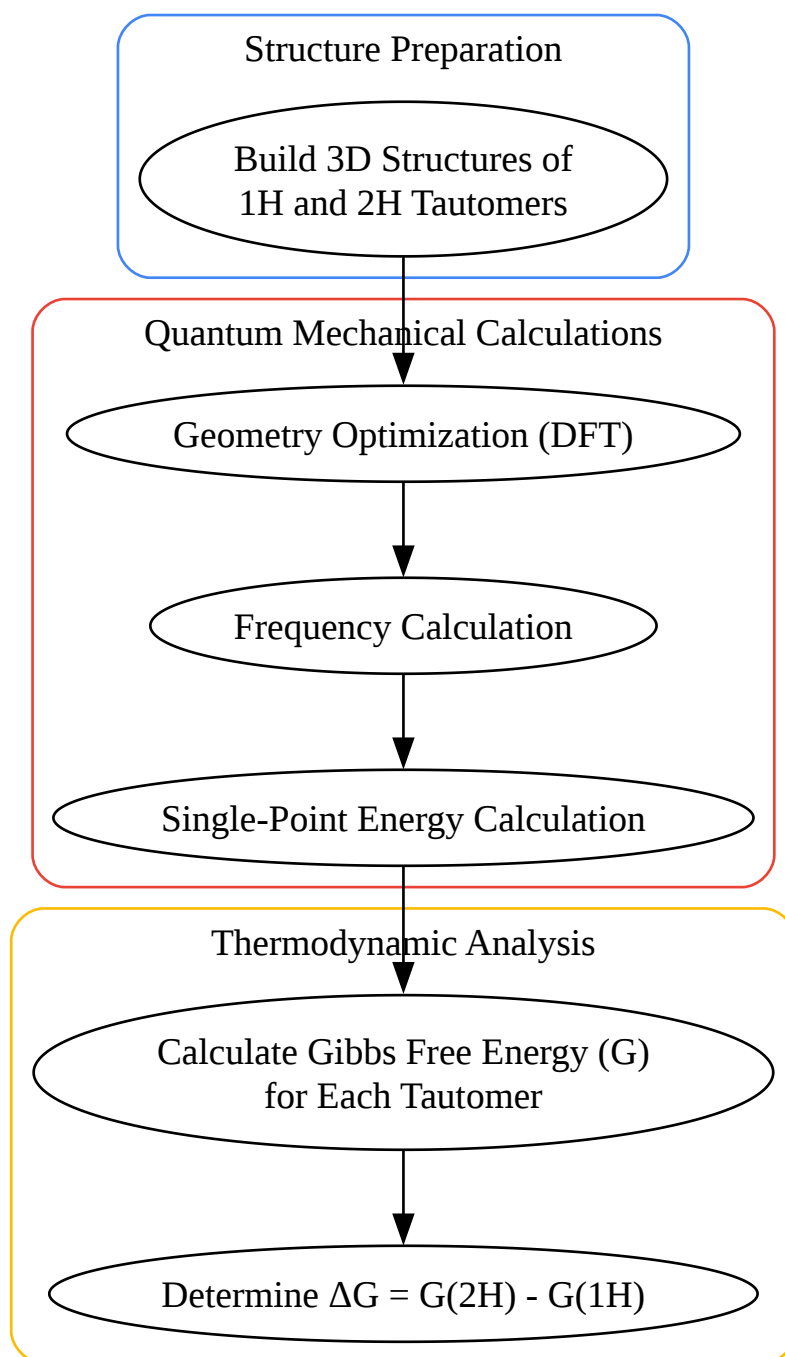 Structure Preparation
Build 3D Structures of
1H and 2H Tautomers
Quantum Mechanical Calculations
Geometry Optimization (DFT)
Frequency Calculation
Single-Point Energy Calculation
Thermodynamic Analysis
Calculate Gibbs Free Energy (G)
for Each Tautomer
Determine ΔG = G(2H) - G(1H)